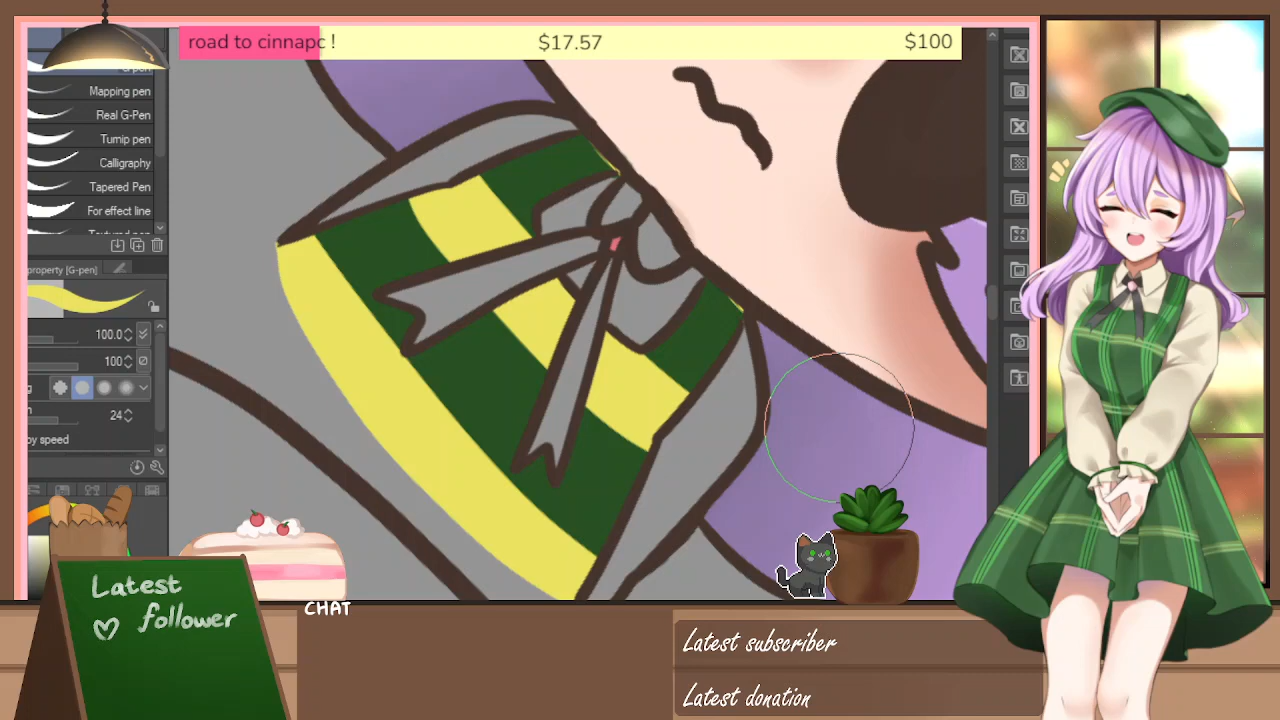 road to cinnapc !
$17.57
$100
Mapping pen
Real G-Pen
Turnip pen
Calligraphy
Tapered Pen
For effect line
property [G-pen]
100.0
100
24
by speed
CHAT
Latest
follower
Latest subscriber
Latest donation